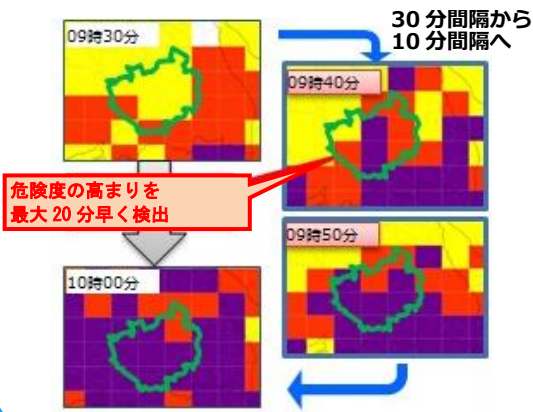 30 分間隔から
10 分間隔へ
09時30分
09時40分
危険度の高まりを
最大 20 分早く検出
09時50分
10時00分